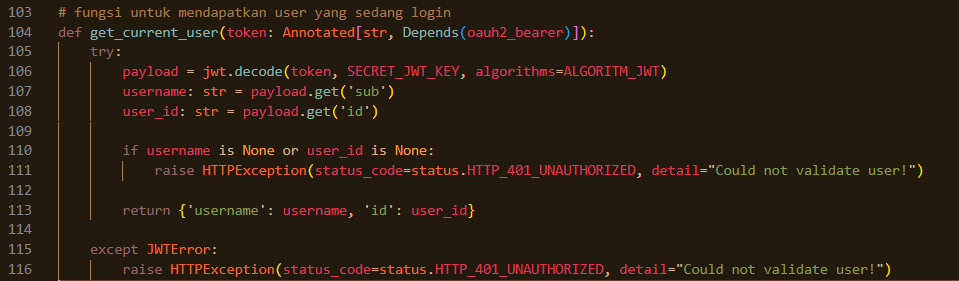 103 # fungsi untuk mendapatkan user yang sedang login
104 def get_current_user(token: Annotated[str, Depends(oauh2_bearer)]):
105     try:
106         payload = jwt.decode(token, SECRET_JWT_KEY, algorithms=ALGORITM_JWT)
107         username: str = payload.get('sub')
108         user_id: str = payload.get('id')
109
110         if username is None or user_id is None:
111             raise HTTPException(status_code=status.HTTP_401_UNAUTHORIZED, detail="Could not validate user!")
112
113         return {'username': username, 'id': user_id}
114
115     except JWTError:
116         raise HTTPException(status_code=status.HTTP_401_UNAUTHORIZED, detail="Could not validate user!")